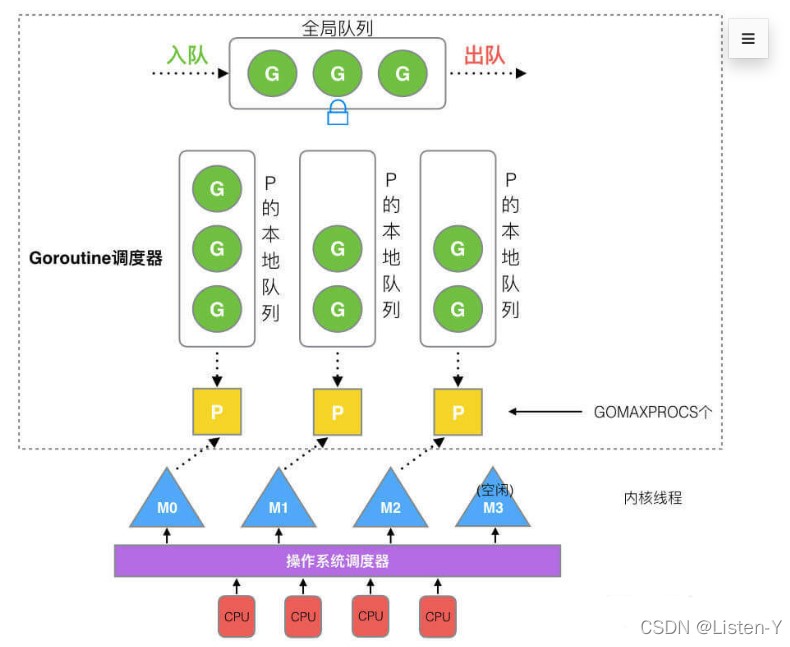 全局队列
入队
出队
G
G
G
G
G
G
G
G
G
G
P的本地队列
P的本地队列
P的本地队列
Goroutine调度器
P
P
P
GOMAXPROCS个
M0
M1
M2
(空闲)
M3
内核线程
操作系统调度器
CPU
CPU
CPU
CPU
CSDN @Listen-Y